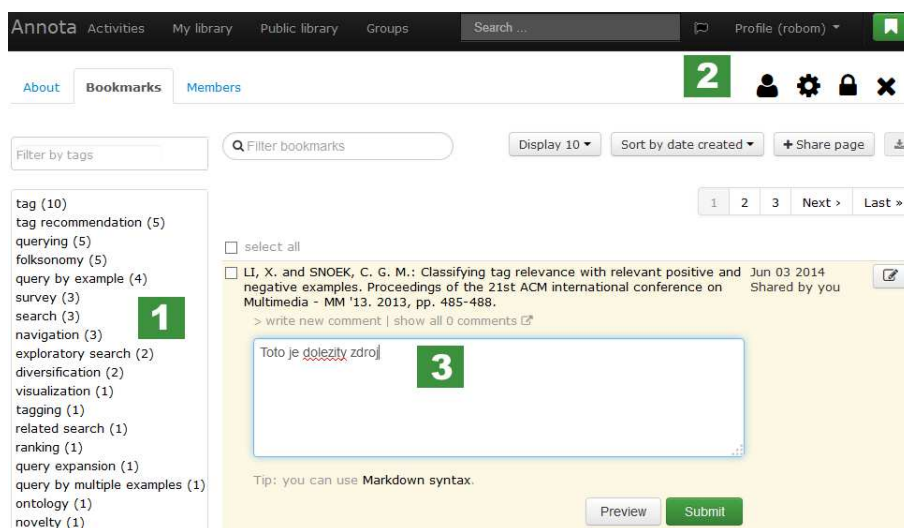 Annota Activities My library Public library Groups Search ... Profile (robom)
2
About Bookmarks Members
Filter by tags
Filter bookmarks
Display 10 Sort by date created + Share page
1 2 3 Next › Last »
tag (10)
tag recommendation (5)
querying (5)
folksonomy (5)
query by example (4)
survey (3)
search (3)
navigation (3)
exploratory search (2)
diversification (2)
visualization (1)
tagging (1)
related search (1)
ranking (1)
query expansion (1)
query by multiple examples (1)
ontology (1)
novelty (1)
1
select all
LI, X. and SNOEK, C. G. M.: Classifying tag relevance with relevant positive and
negative examples. Proceedings of the 21st ACM international conference on
Multimedia - MM '13. 2013, pp. 485-488.
Jun 03 2014
Shared by you
> write new comment | show all 0 comments
Toto je dolezity zdroj
3
Tip: you can use Markdown syntax.
Preview Submit